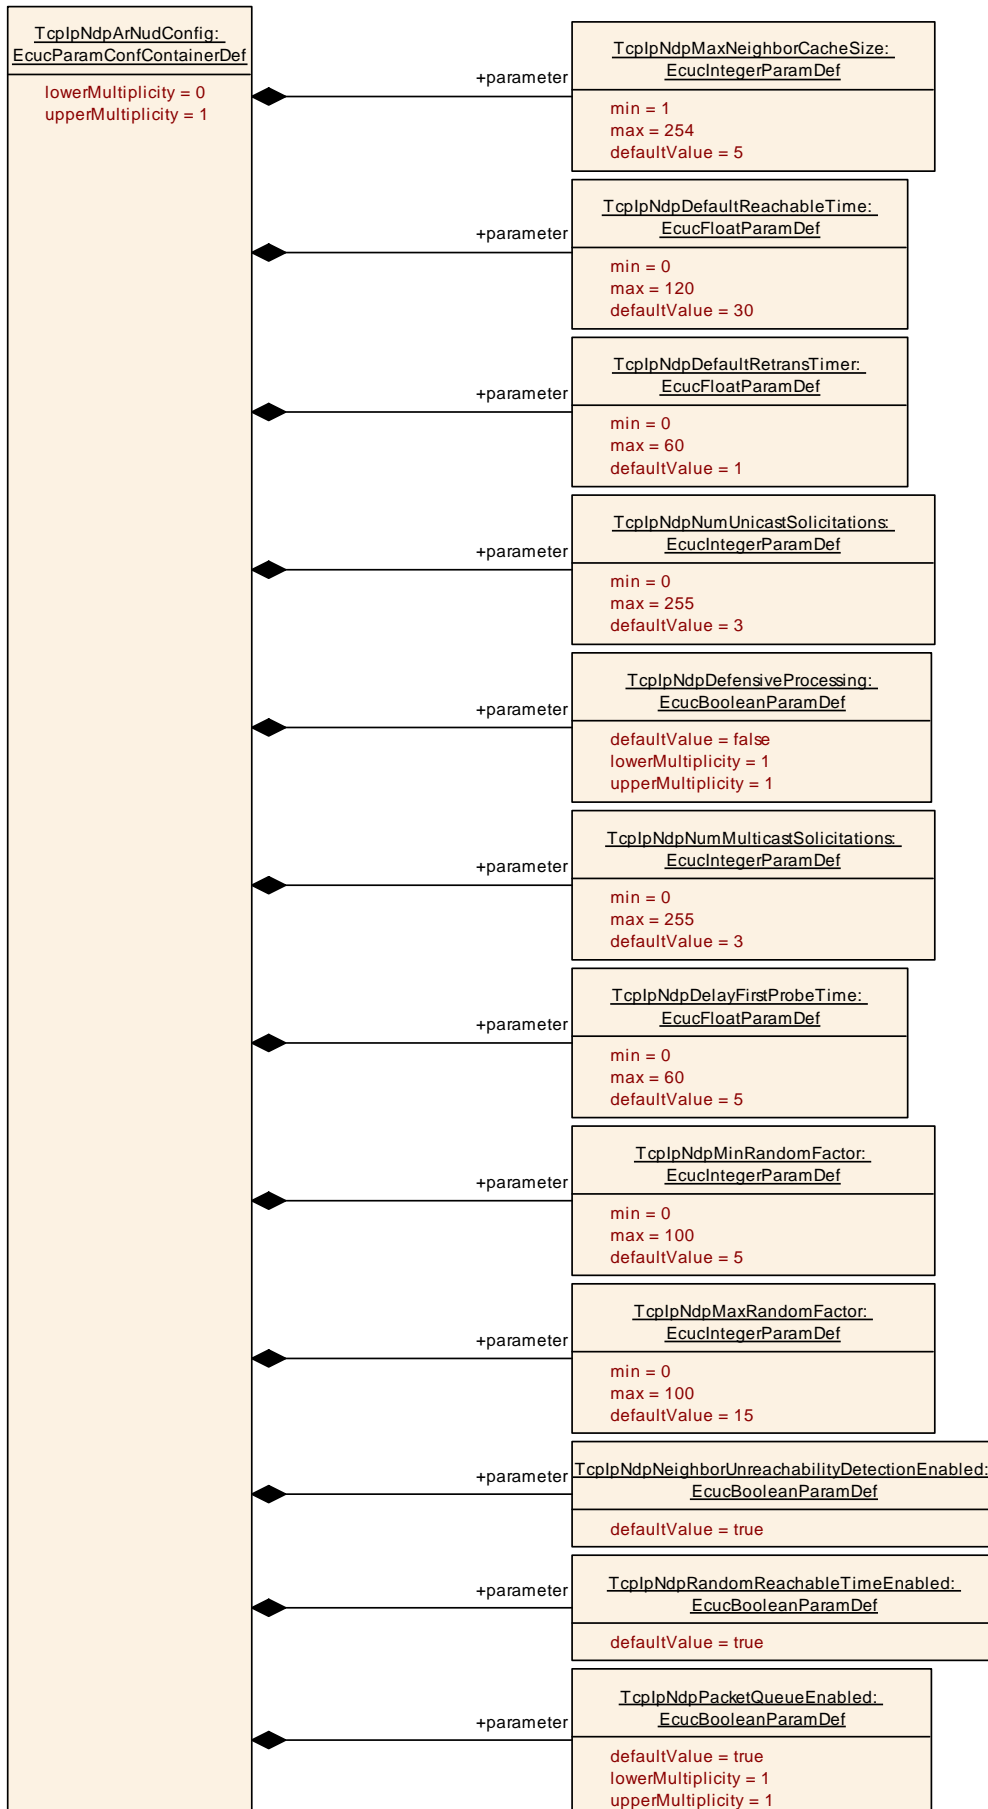 TcpIpNdpArNudConfig:
EcucParamConfContainerDef
lowerMultiplicity = 0
upperMultiplicity = 1
+parameter
TcpIpNdpMaxNeighborCacheSize:
EcucIntegerParamDef
min = 1
max = 254
defaultValue = 5
+parameter
TcpIpNdpDefaultReachableTime:
EcucFloatParamDef
min = 0
max = 120
defaultValue = 30
+parameter
TcpIpNdpDefaultRetransTimer:
EcucFloatParamDef
min = 0
max = 60
defaultValue = 1
+parameter
TcpIpNdpNumUnicastSolicitations:
EcucIntegerParamDef
min = 0
max = 255
defaultValue = 3
+parameter
TcpIpNdpDefensiveProcessing:
EcucBooleanParamDef
defaultValue = false
lowerMultiplicity = 1
upperMultiplicity = 1
+parameter
TcpIpNdpNumMulticastSolicitations:
EcucIntegerParamDef
min = 0
max = 255
defaultValue = 3
+parameter
TcpIpNdpDelayFirstProbeTime:
EcucFloatParamDef
min = 0
max = 60
defaultValue = 5
+parameter
TcpIpNdpMinRandomFactor:
EcucIntegerParamDef
min = 0
max = 100
defaultValue = 5
+parameter
TcpIpNdpMaxRandomFactor:
EcucIntegerParamDef
min = 0
max = 100
defaultValue = 15
+parameter
TcpIpNdpNeighborUnreachabilityDetectionEnabled:
EcucBooleanParamDef
defaultValue = true
+parameter
TcpIpNdpRandomReachableTimeEnabled:
EcucBooleanParamDef
defaultValue = true
+parameter
TcpIpNdpPacketQueueEnabled:
EcucBooleanParamDef
defaultValue = true
lowerMultiplicity = 1
upperMultiplicity = 1